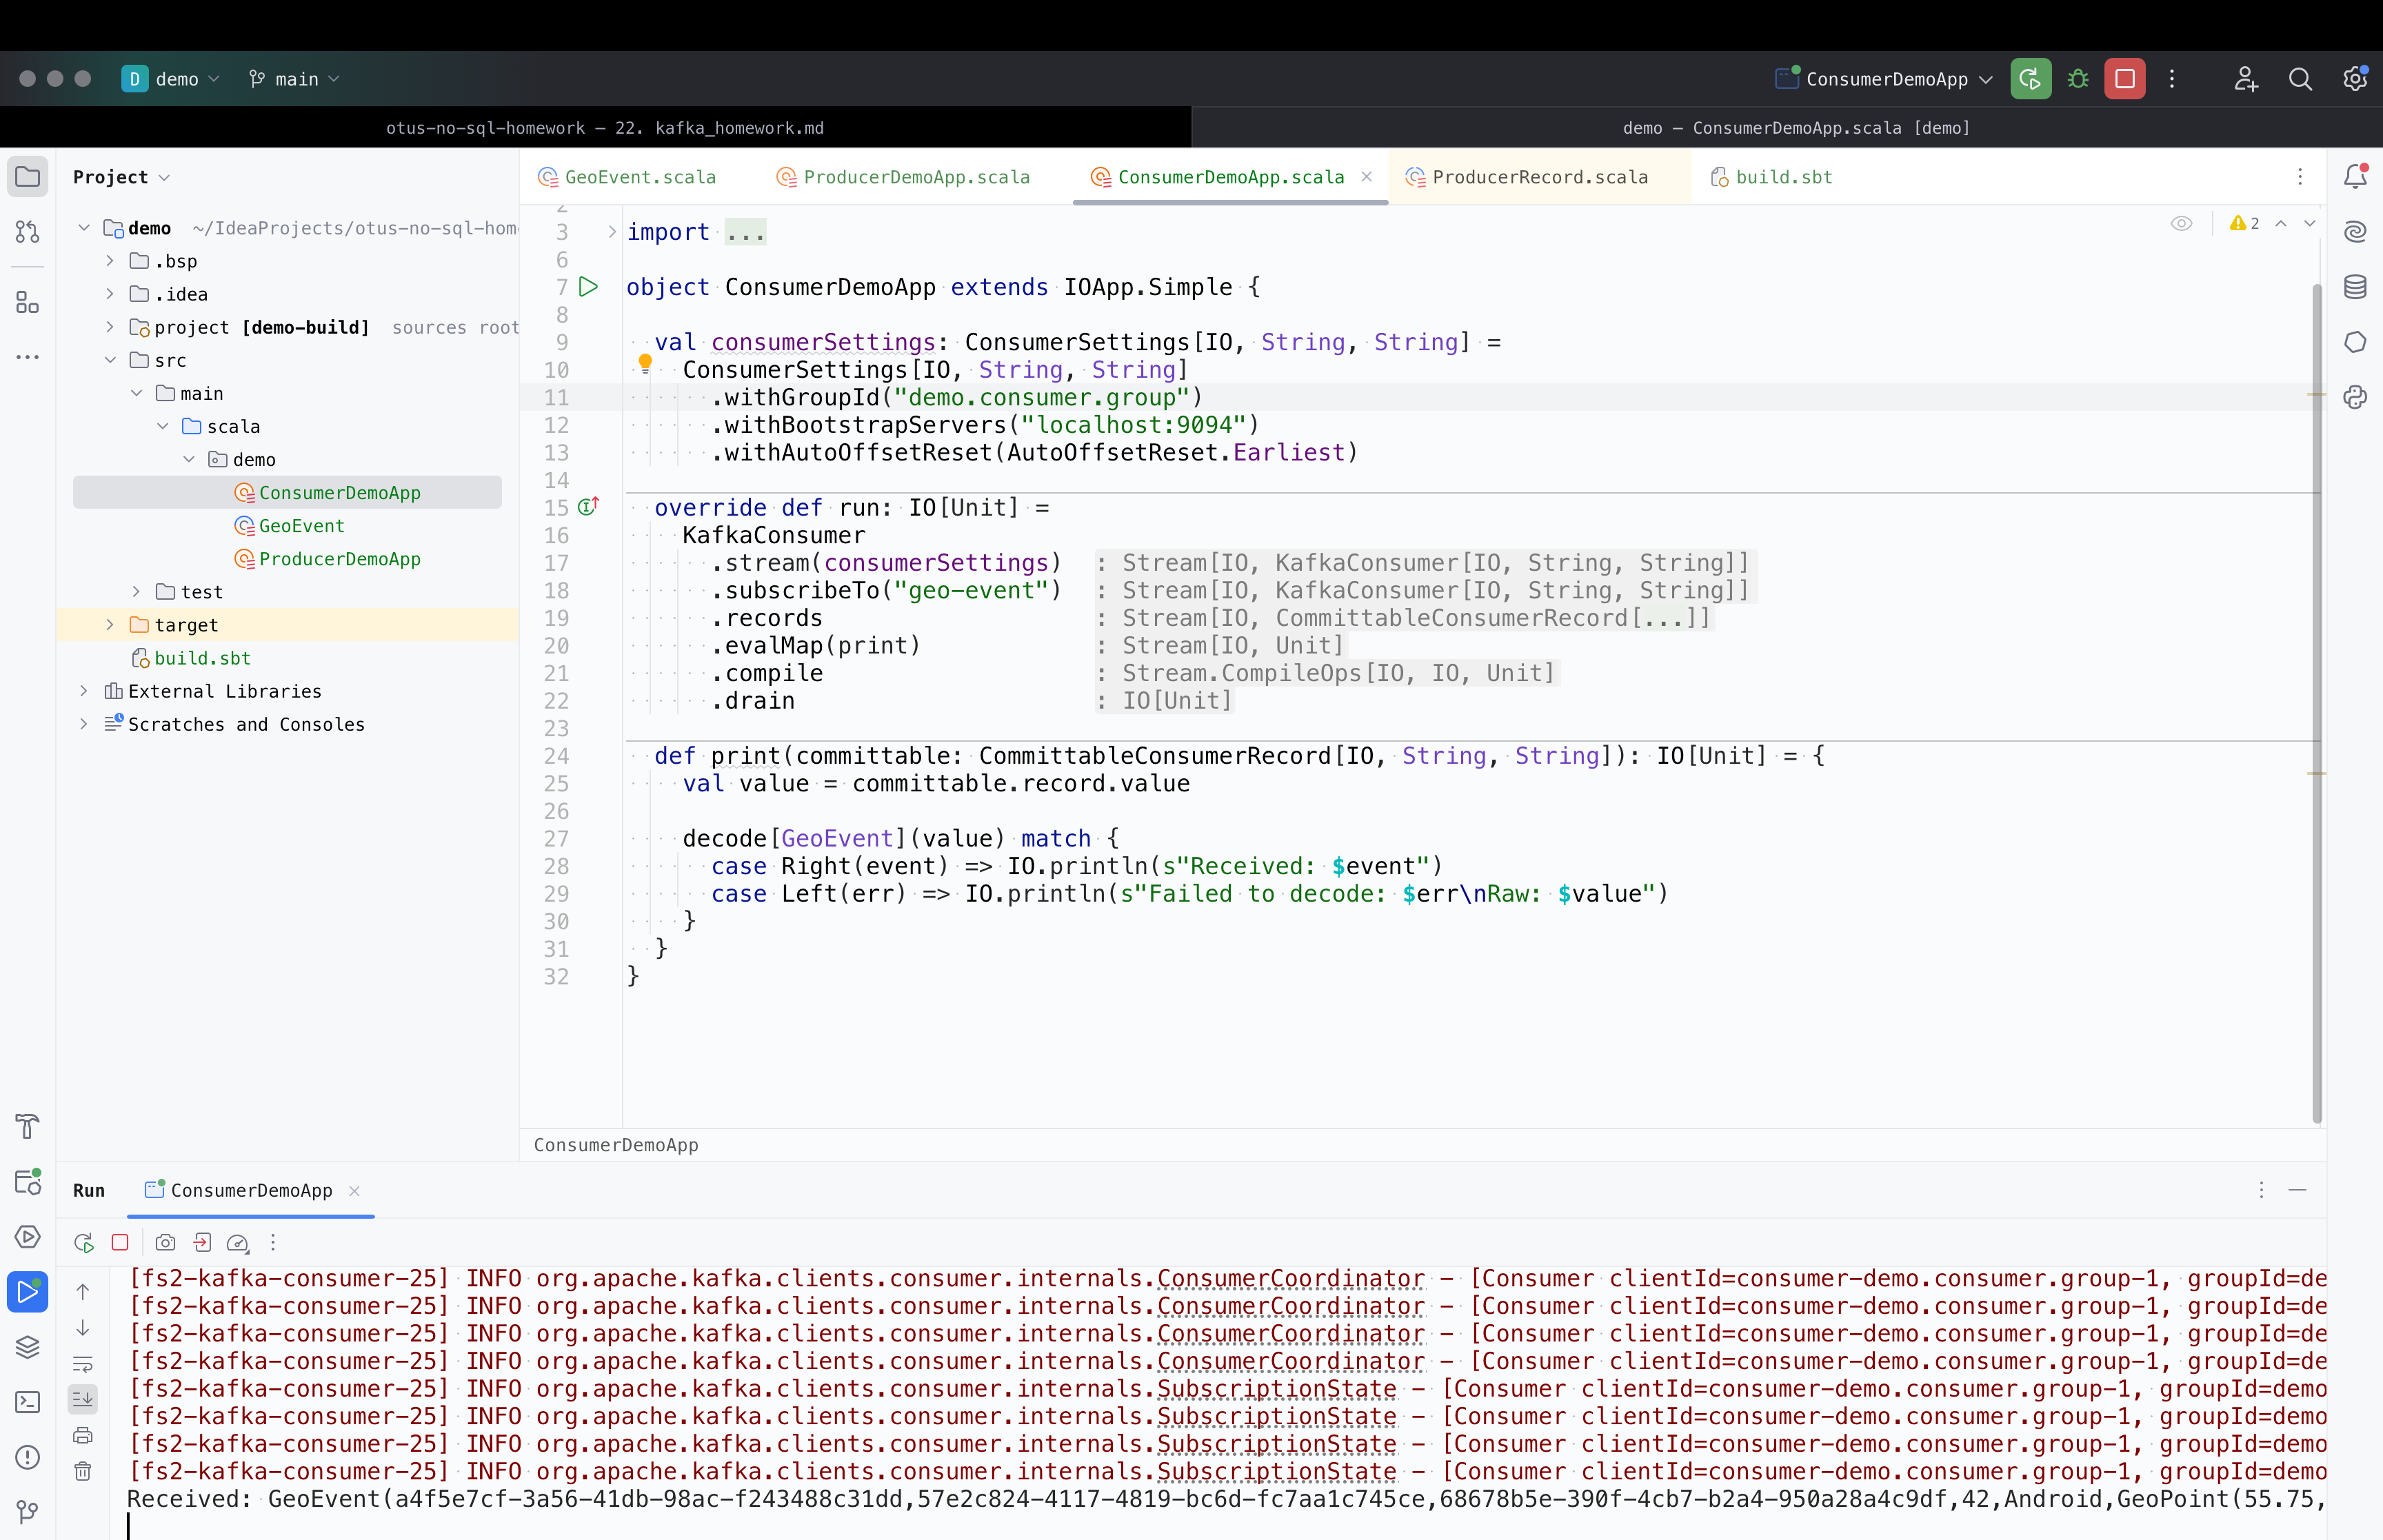 D demo main ConsumerDemoApp
otus-no-sql-homework – 22. kafka_homework.md demo – ConsumerDemoApp.scala [demo]
Project
demo ~/IdeaProjects/otus-no-sql-hom
.bsp
.idea
project [demo-build] sources root
src
main
scala
demo
ConsumerDemoApp
GeoEvent
ProducerDemoApp
test
target
build.sbt
External Libraries
Scratches and Consoles
GeoEvent.scala ProducerDemoApp.scala ConsumerDemoApp.scala ProducerRecord.scala build.sbt
2
2
3 import ...
6
7 object ConsumerDemoApp extends IOApp.Simple {
8
9 val consumerSettings: ConsumerSettings[IO, String, String] =
10 ConsumerSettings[IO, String, String]
11 .withGroupId("demo.consumer.group")
12 .withBootstrapServers("localhost:9094")
13 .withAutoOffsetReset(AutoOffsetReset.Earliest)
14
15 override def run: IO[Unit] =
16 KafkaConsumer
17 .stream(consumerSettings) : Stream[IO, KafkaConsumer[IO, String, String]]
18 .subscribeTo("geo-event") : Stream[IO, KafkaConsumer[IO, String, String]]
19 .records : Stream[IO, CommittableConsumerRecord[...]]
20 .evalMap(print) : Stream[IO, Unit]
21 .compile : Stream.CompileOps[IO, IO, Unit]
22 .drain : IO[Unit]
23
24 def print(committable: CommittableConsumerRecord[IO, String, String]): IO[Unit] = {
25 val value = committable.record.value
26
27 decode[GeoEvent](value) match {
28 case Right(event) => IO.println(s"Received: $event")
29 case Left(err) => IO.println(s"Failed to decode: $err\nRaw: $value")
30 }
31 }
32 }
ConsumerDemoApp
Run ConsumerDemoApp
[fs2-kafka-consumer-25] INFO org.apache.kafka.clients.consumer.internals.ConsumerCoordinator - [Consumer clientId=consumer-demo.consumer.group-1, groupId=de
[fs2-kafka-consumer-25] INFO org.apache.kafka.clients.consumer.internals.ConsumerCoordinator - [Consumer clientId=consumer-demo.consumer.group-1, groupId=de
[fs2-kafka-consumer-25] INFO org.apache.kafka.clients.consumer.internals.ConsumerCoordinator - [Consumer clientId=consumer-demo.consumer.group-1, groupId=de
[fs2-kafka-consumer-25] INFO org.apache.kafka.clients.consumer.internals.ConsumerCoordinator - [Consumer clientId=consumer-demo.consumer.group-1, groupId=de
[fs2-kafka-consumer-25] INFO org.apache.kafka.clients.consumer.internals.SubscriptionState - [Consumer clientId=consumer-demo.consumer.group-1, groupId=demo
[fs2-kafka-consumer-25] INFO org.apache.kafka.clients.consumer.internals.SubscriptionState - [Consumer clientId=consumer-demo.consumer.group-1, groupId=demo
[fs2-kafka-consumer-25] INFO org.apache.kafka.clients.consumer.internals.SubscriptionState - [Consumer clientId=consumer-demo.consumer.group-1, groupId=demo
[fs2-kafka-consumer-25] INFO org.apache.kafka.clients.consumer.internals.SubscriptionState - [Consumer clientId=consumer-demo.consumer.group-1, groupId=demo
Received: GeoEvent(a4f5e7cf-3a56-41db-98ac-f243488c31dd,57e2c824-4117-4819-bc6d-fc7aa1c745ce,68678b5e-390f-4cb7-b2a4-950a28a4c9df,42,Android,GeoPoint(55.75,